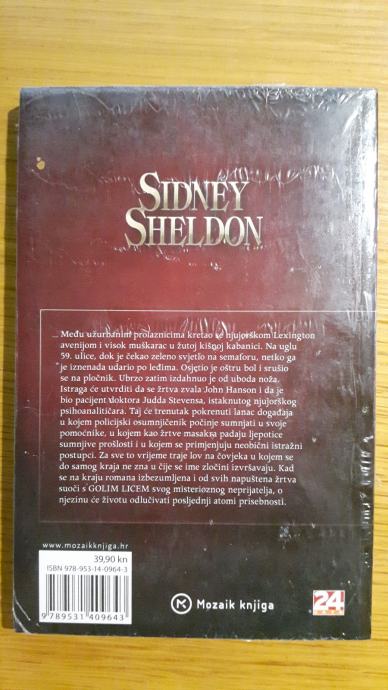 SIDNEY
SHELDON
Među užurbanim prolaznicima kretao se njujorškom Lexington
avenijom i visok muškarac u žutoj kišnoj kabanici. Na uglu
59. ulice, dok je čekao zeleno svjetlo na semaforu, netko ga
je iznenada udario po leđima. Osjetio je oštru bol i srušio
se na pločnik. Ubrzo zatim izdahnuo je od uboda noža.
Istraga će utvrditi da se žrtva zvala John Hanson i da je
bio pacijent doktora Judda Stevensa, istaknutog njujorškog
psihoanalitičara. Taj će trenutak pokrenuti lanac događaja
u kojem policijski osumnjičenik počinje sumnjati u svoje
pomoćnike, u kojem kao žrtve masakra padaju ljepotice
sumnjive prošlosti i u kojem se primjenjuju neobični istražni
postupci. Za sve to vrijeme traje lov na čovjeka u kojem se
do samog kraja ne zna u čije se ime zločini izvršavaju. Kad
se na kraju romana izbezumljena i od svih napuštena žrtva
suoči s GOLIM LICEM svog misterioznog neprijatelja, o
njezinu će životu odlučivati posljednji atomi prisebnosti.
www.mozaikknjiga.hr
39,90 kn
ISBN 978-953-14-0964-3
9 789531 409643
Mozaik knjiga
24